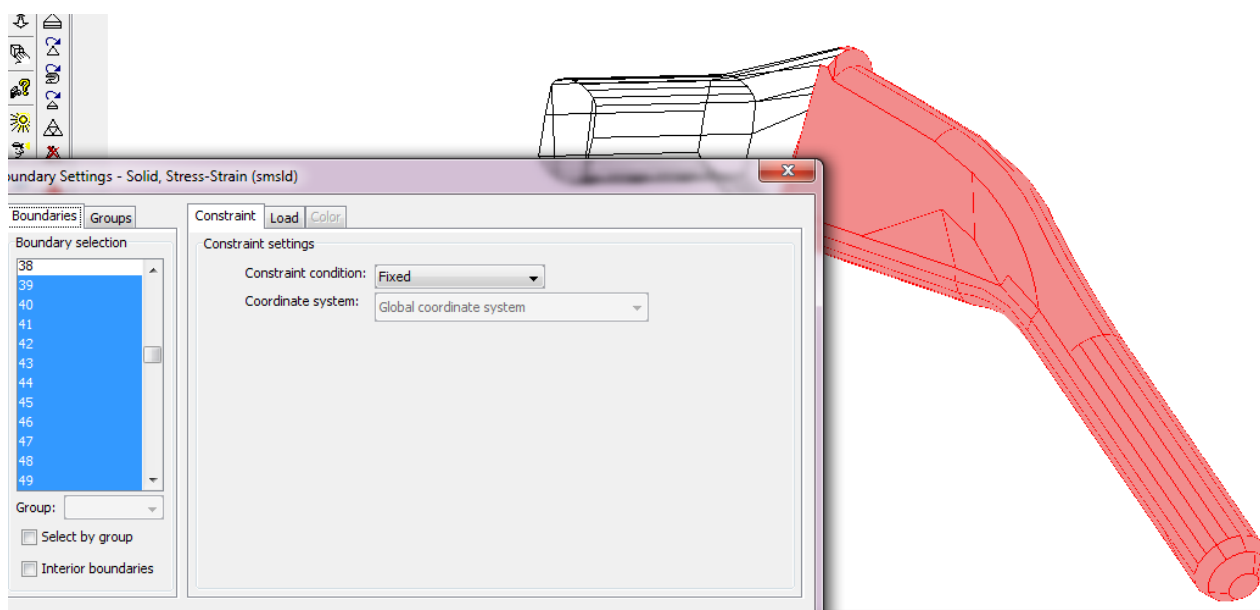 oundary Settings - Solid, Stress-Strain (smsld)
Boundaries Groups
Constraint Load Color
Boundary selection
Constraint settings
38
39
40
41
42
43
44
45
46
47
48
49
Constraint condition: Fixed
Coordinate system: Global coordinate system
Group:
Select by group
Interior boundaries